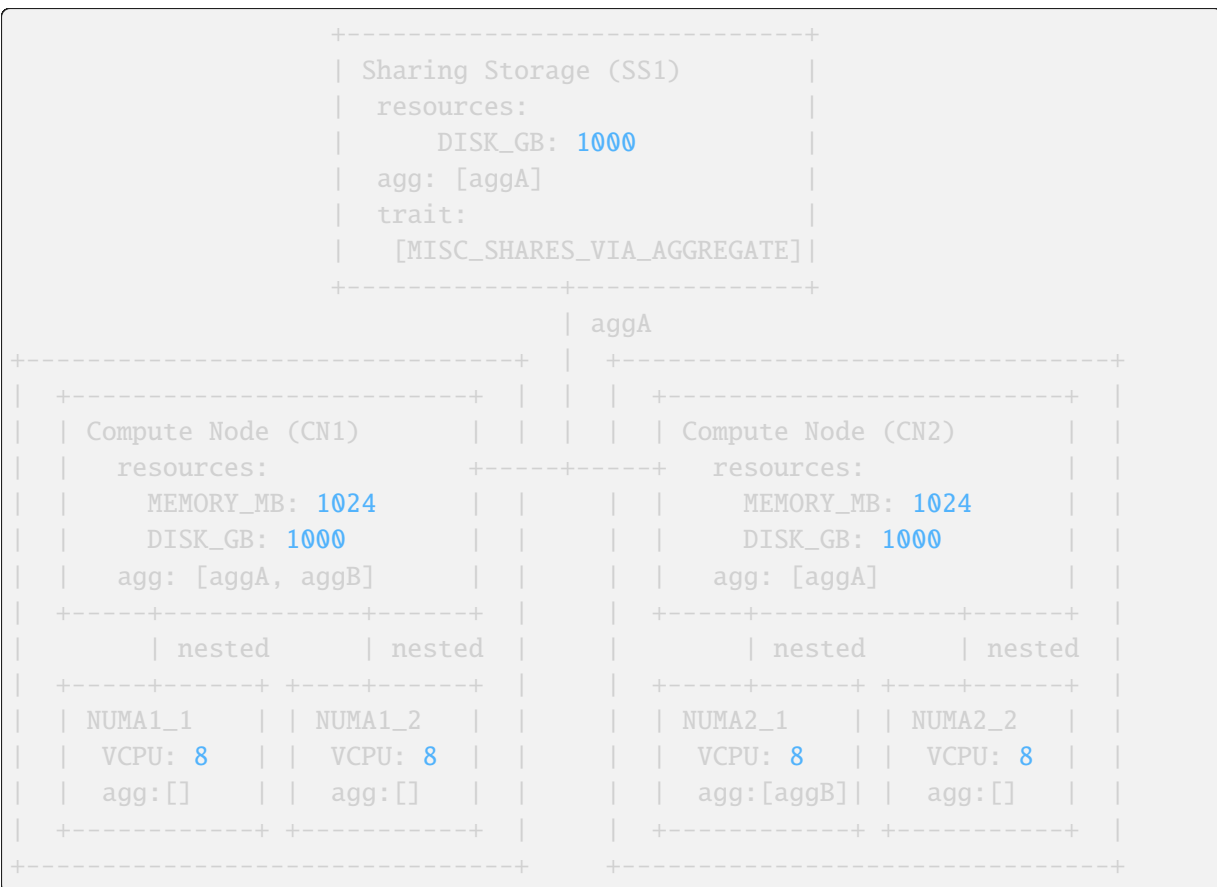 +------------------------------+
| Sharing Storage (SS1)        |
|  resources:                  |
|      DISK_GB: 1000           |
|  agg: [aggA]                 |
|  trait:                      |
|   [MISC_SHARES_VIA_AGGREGATE]|
+--------------+---------------+
| aggA
+--------------------------------+  |  +--------------------------------+
|  +--------------------------+  |  |  |  +--------------------------+  |
|  | Compute Node (CN1)       |  |  |  |  | Compute Node (CN2)       |  |
|  |   resources:             +-----+-----+   resources:             |  |
|  |     MEMORY_MB: 1024      |  |     |  |     MEMORY_MB: 1024      |  |
|  |     DISK_GB: 1000        |  |     |  |     DISK_GB: 1000        |  |
|  |   agg: [aggA, aggB]      |  |     |  |   agg: [aggA]            |  |
|  +-----+-------------+------+  |     |  +-----+-------------+------+  |
|        | nested      | nested  |     |        | nested      | nested  |
|  +-----+------+ +----+------+  |     |  +-----+------+ +----+------+  |
|  | NUMA1_1    | | NUMA1_2   |  |     |  | NUMA2_1    | | NUMA2_2   |  |
|  |  VCPU: 8   | |  VCPU: 8  |  |     |  |  VCPU: 8   | |  VCPU: 8  |  |
|  |  agg:[]    | |  agg:[]   |  |     |  |  agg:[aggB]| |  agg:[]   |  |
|  +------------+ +-----------+  |     |  +------------+ +-----------+  |
+--------------------------------+     +--------------------------------+